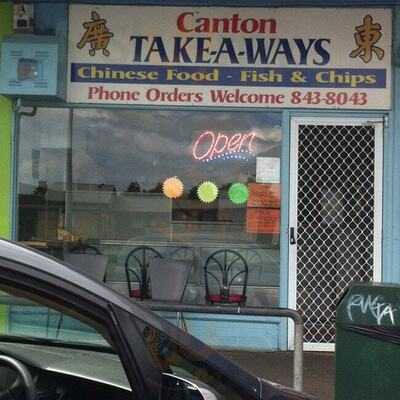 Canton
廣 TAKE-A-WAYS 東
Chinese Food - Fish & Chips
Phone Orders Welcome 843-8043
Open